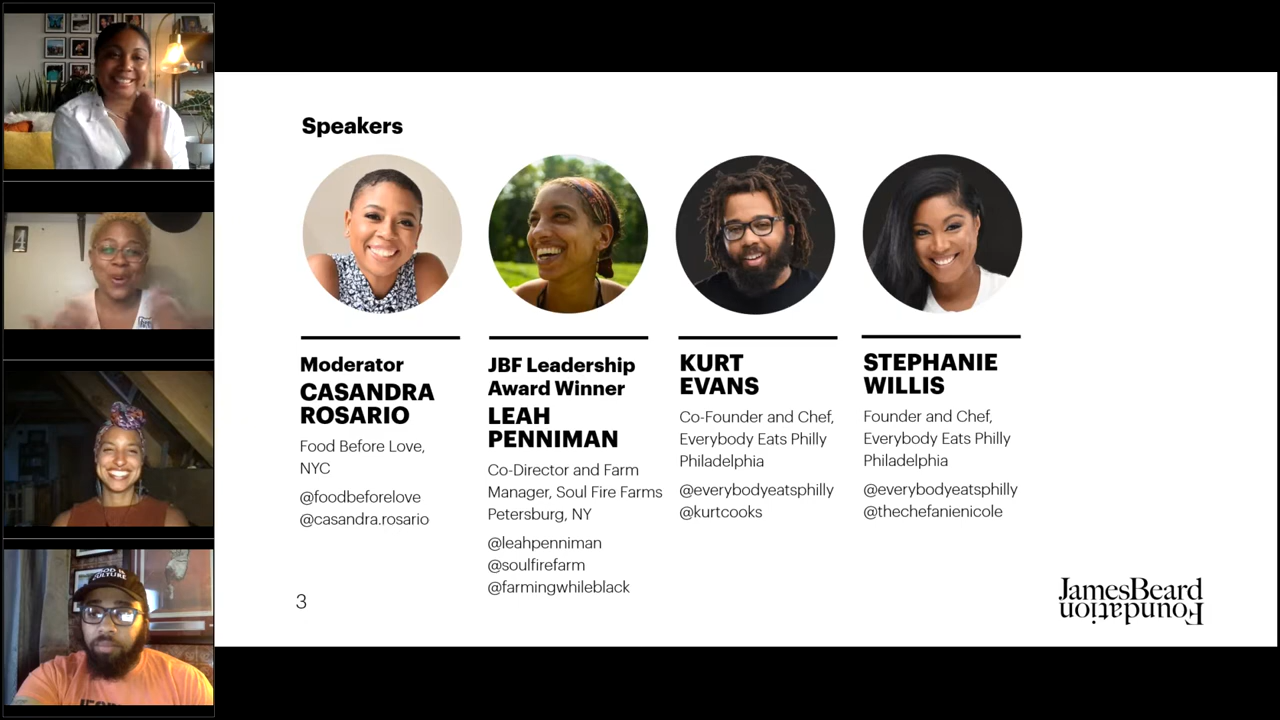 Speakers
Moderator
CASANDRA
ROSARIO
Food Before Love,
NYC
@foodbeforelove
@casandra.rosario
JBF Leadership
Award Winner
LEAH
PENNIMAN
Co-Director and Farm
Manager, Soul Fire Farms
Petersburg, NY
@leahpenniman
@soulfirefarm
@farmingwhileblack
KURT
EVANS
Co-Founder and Chef,
Everybody Eats Philly
Philadelphia
@everybodyeatsphilly
@kurtcooks
STEPHANIE
WILLIS
Founder and Chef,
Everybody Eats Philly
Philadelphia
@everybodyeatsphilly
@thechefanienicole
3
JamesBeard
Foundation
4
CULTURE